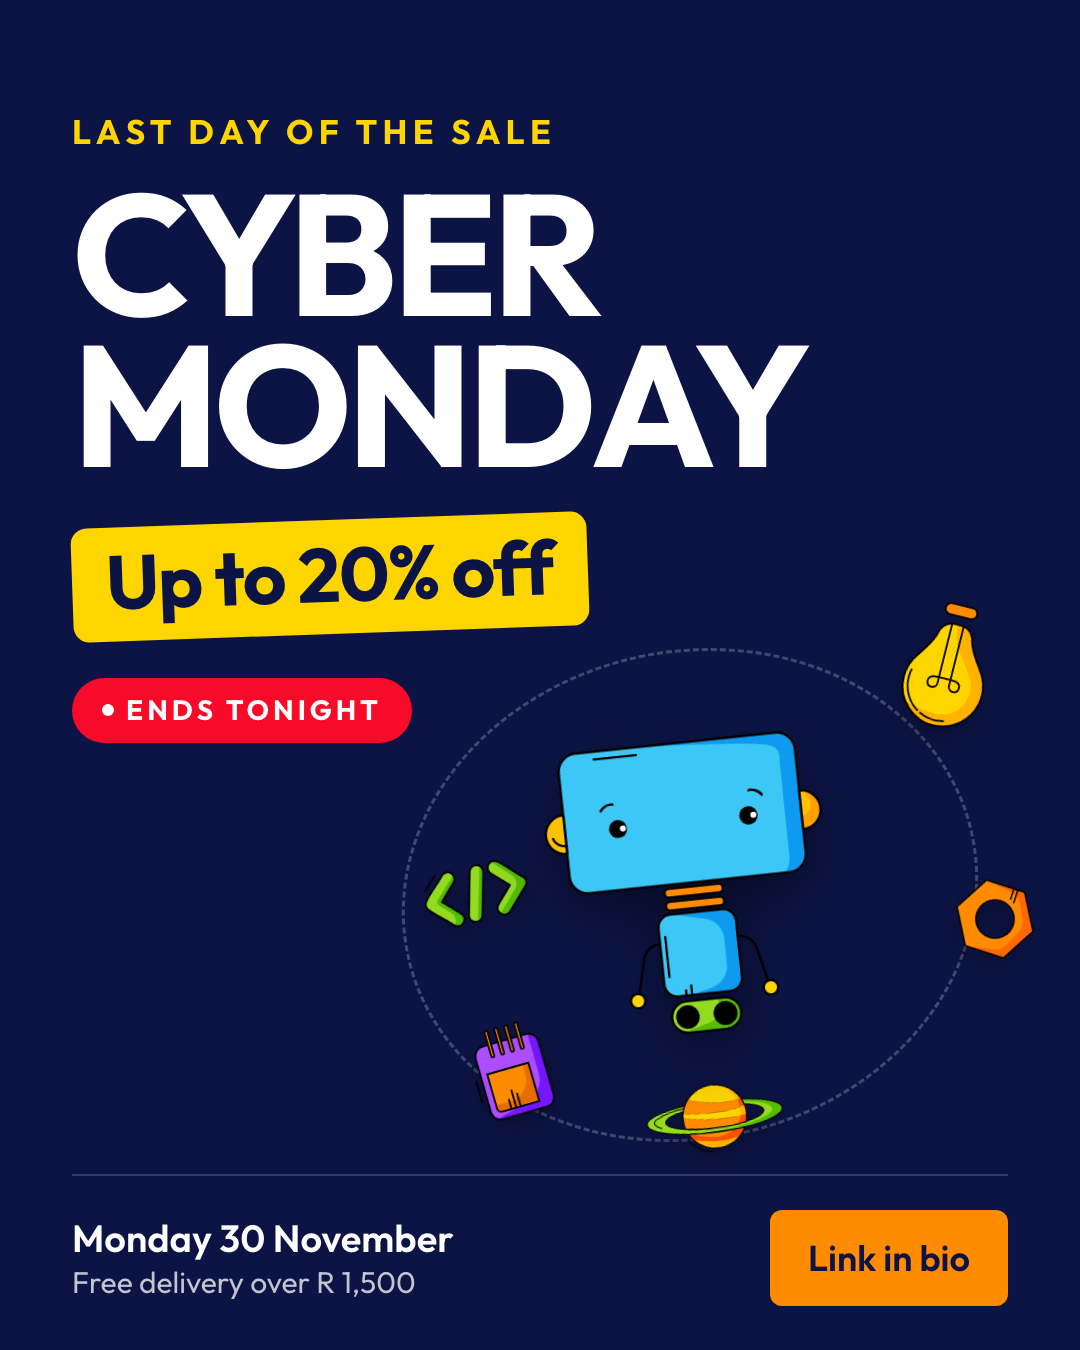 LAST DAY OF THE SALE
CYBER
MONDAY
Up to 20% off
ENDS TONIGHT
</>
Monday 30 November
Free delivery over R 1,500
Link in bio